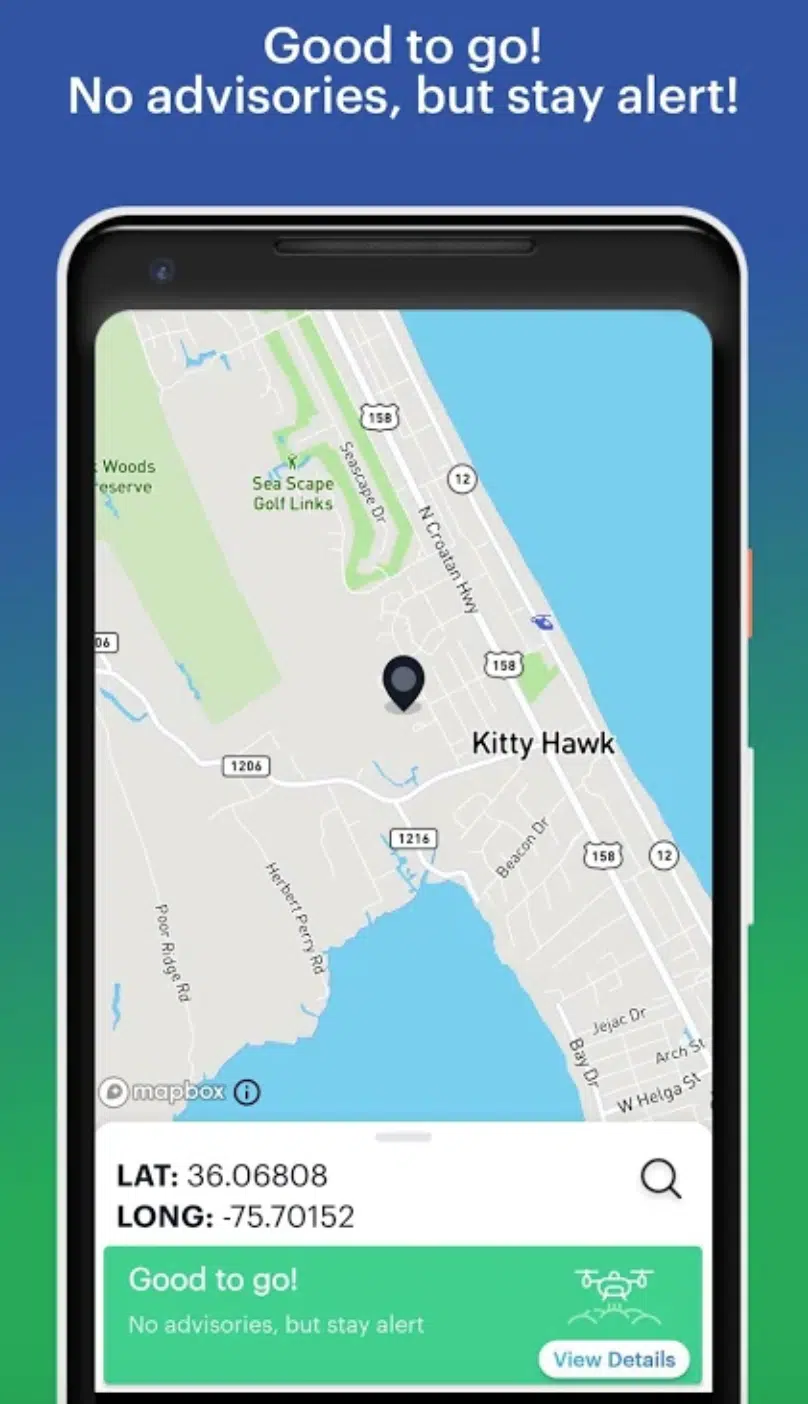 Good to go!
No advisories, but stay alert!
158
Woods
Sea Scape
Golf Links
Seascape Dr
12
N Croatan Hwy
06
158
Kitty Hawk
1206
1216
Beacon Dr
158
12
Herbert Perry Rd
Poor Ridge Rd
Jejac Dr
Bay Dr
Arch St
W Helga St
mapbox
LAT: 36.06808
LONG: -75.70152
Good to go!
No advisories, but stay alert
View Details